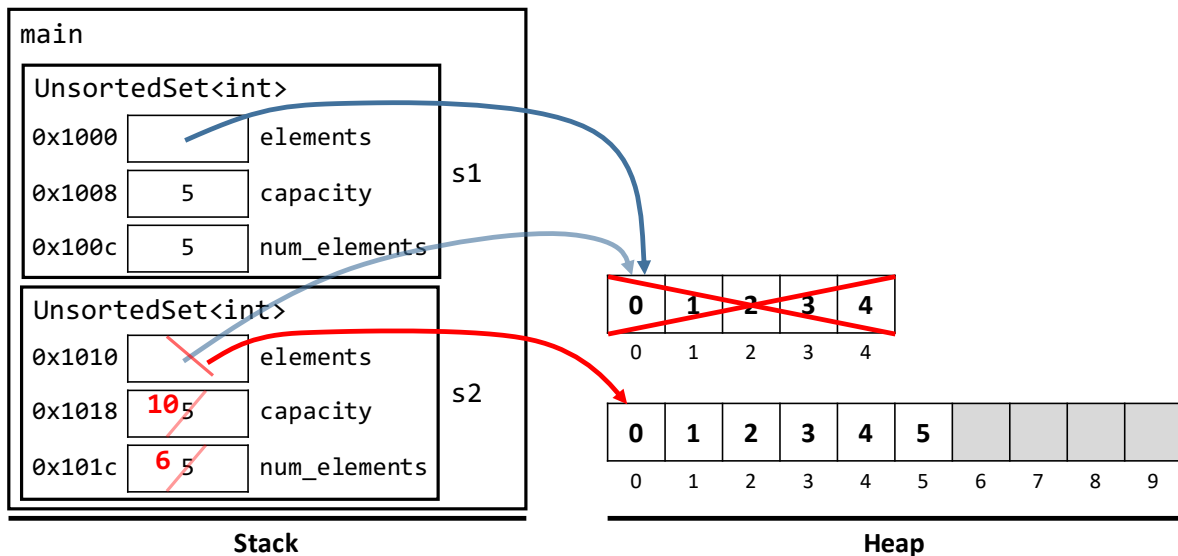 main
UnsortedSet<int>
0x1000 elements
0x1008 5 capacity
0x100c 5 num_elements
s1
UnsortedSet<int>
0x1010 elements
0x1018 10 5 capacity
0x101c 6 5 num_elements
s2
Stack
0 1 2 3 4
0 1 2 3 4
0 1 2 3 4 5
0 1 2 3 4 5 6 7 8 9
Heap